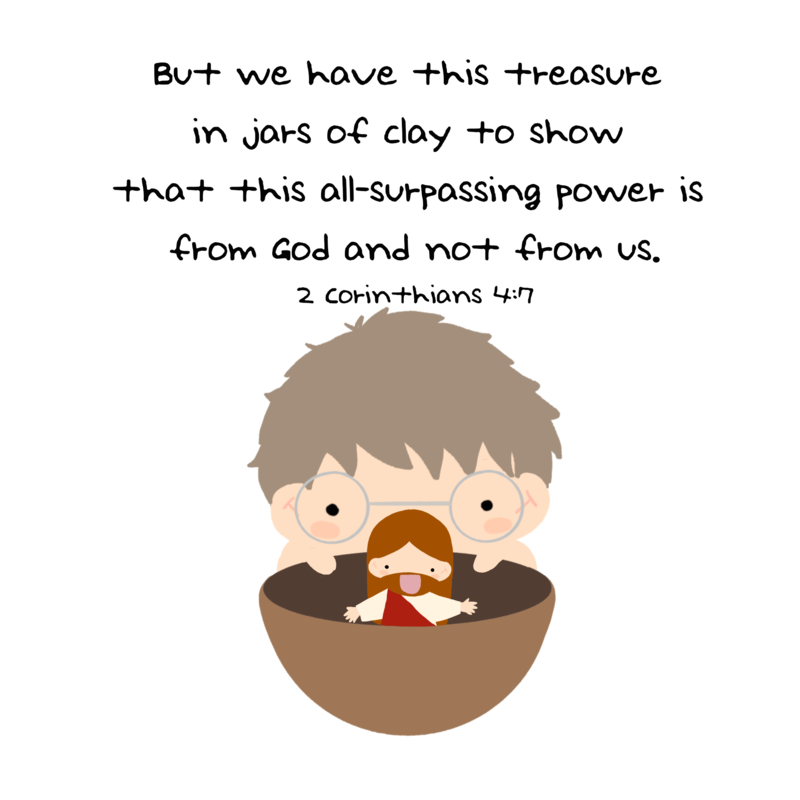 But we have this treasure
in jars of clay to show
that this all-surpassing power is
from God and not from us.
2 Corinthians 4:7